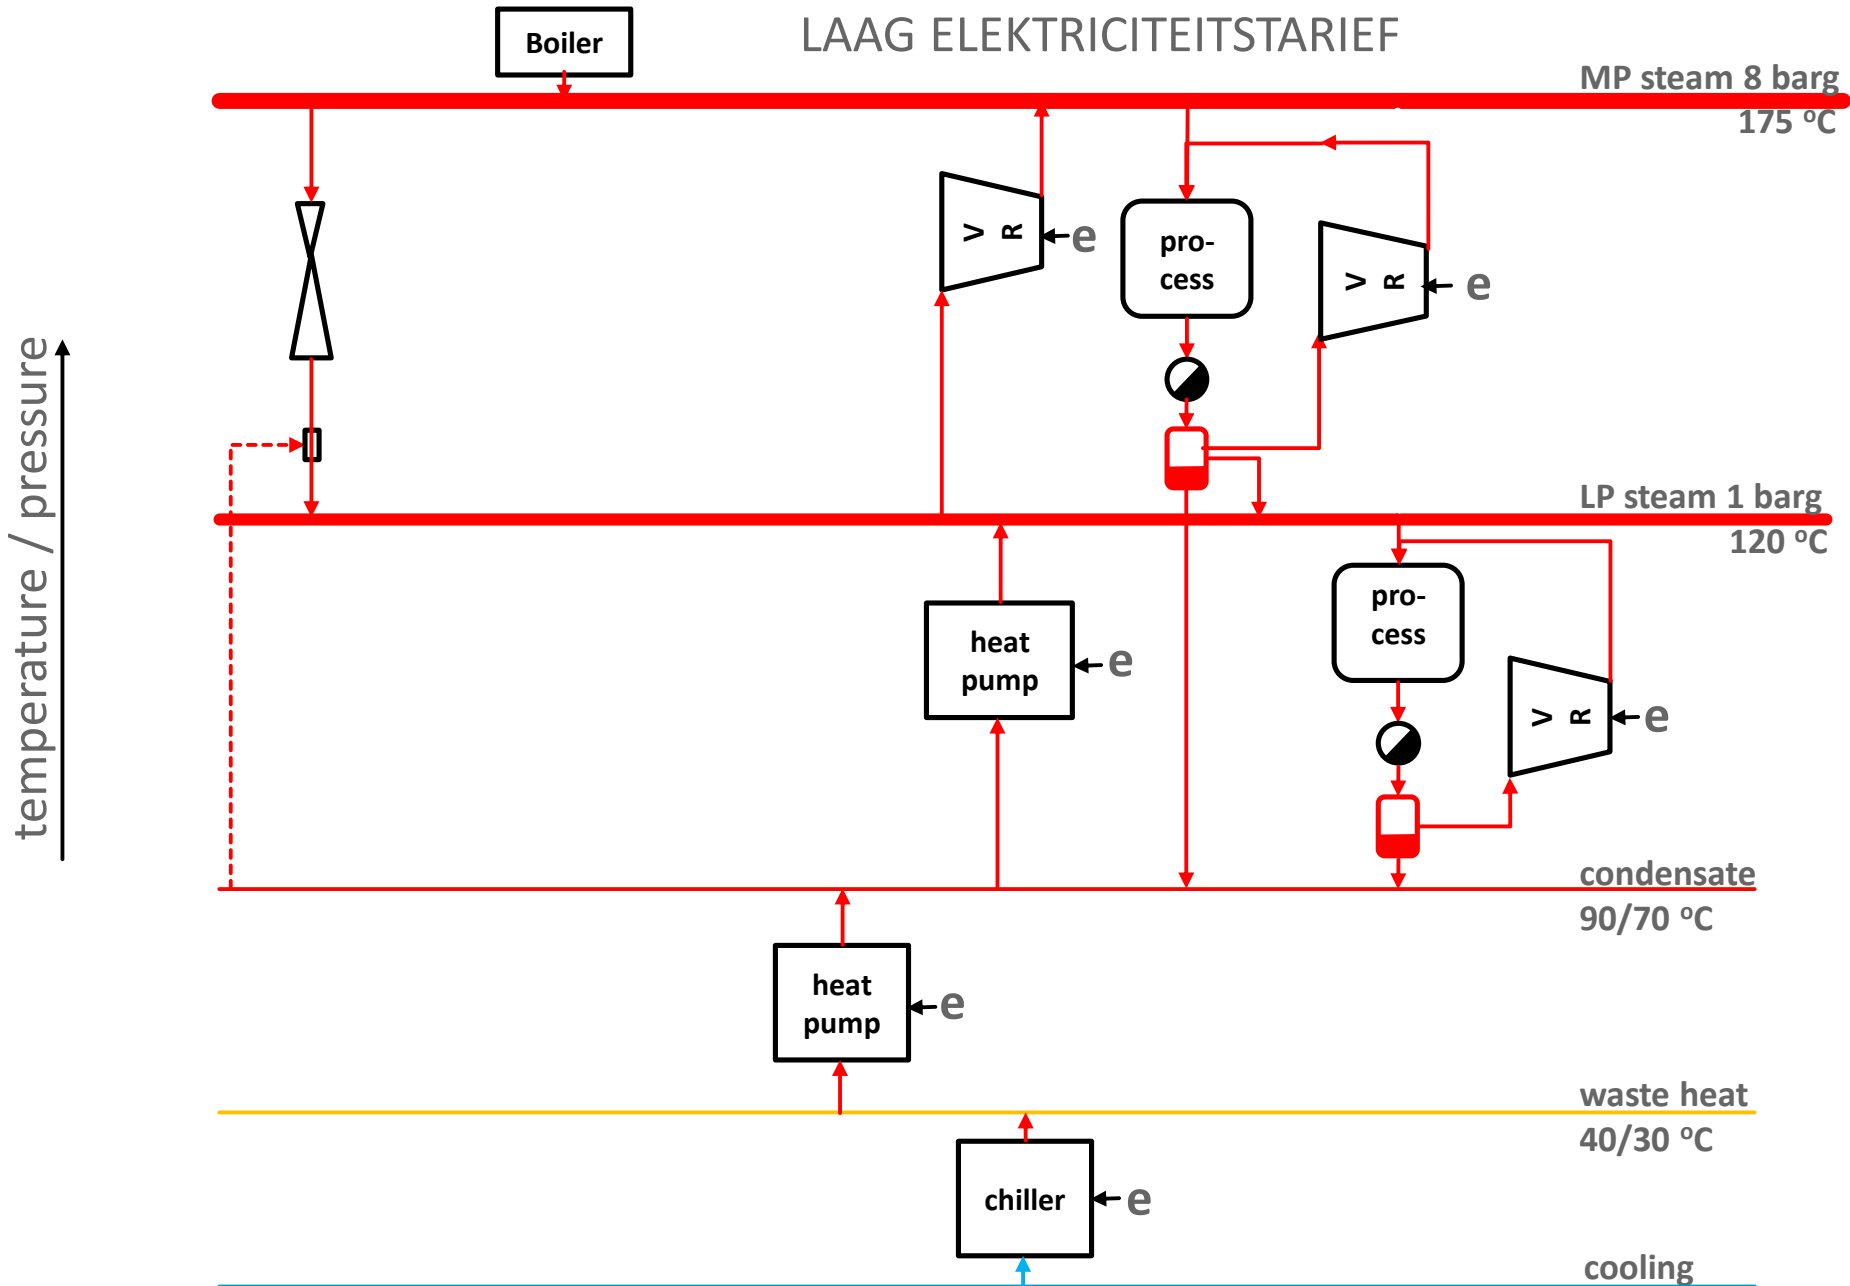 LAAG ELEKTRICITEITSTARIEF
Boiler
MP steam 8 barg
175 °C
V R
e
pro-
cess
V R
e
temperature / pressure
LP steam 1 barg
120 °C
heat
pump
e
pro-
cess
V R
e
condensate
90/70 °C
heat
pump
e
waste heat
40/30 °C
chiller
e
cooling